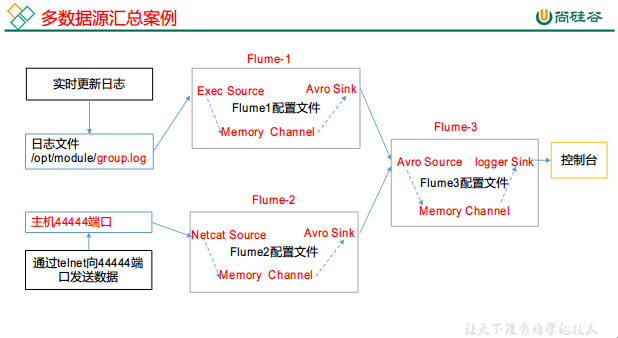 多数据源汇总案例
尚硅谷
Flume-1
实时更新日志
Exec Source
Avro Sink
Flume1配置文件
Memory Channel
日志文件
/opt/module/group.log
Flume-3
Avro Source
logger Sink
Flume3配置文件
Memory Channel
控制台
Flume-2
主机44444端口
Netcat Source
Avro Sink
Flume2配置文件
Memory Channel
通过telnet向44444端
口发送数据
让天下没有难学的技术